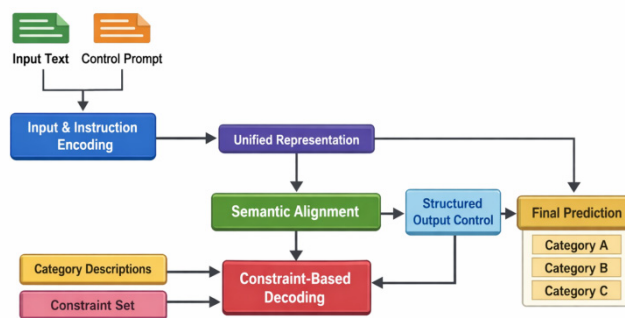 Input Text
Control Prompt
Input & Instruction
Encoding
Unified Representation
Semantic Alignment
Structured
Output Control
Final Prediction
Category A
Category B
Category C
Category Descriptions
Constraint Set
Constraint-Based
Decoding